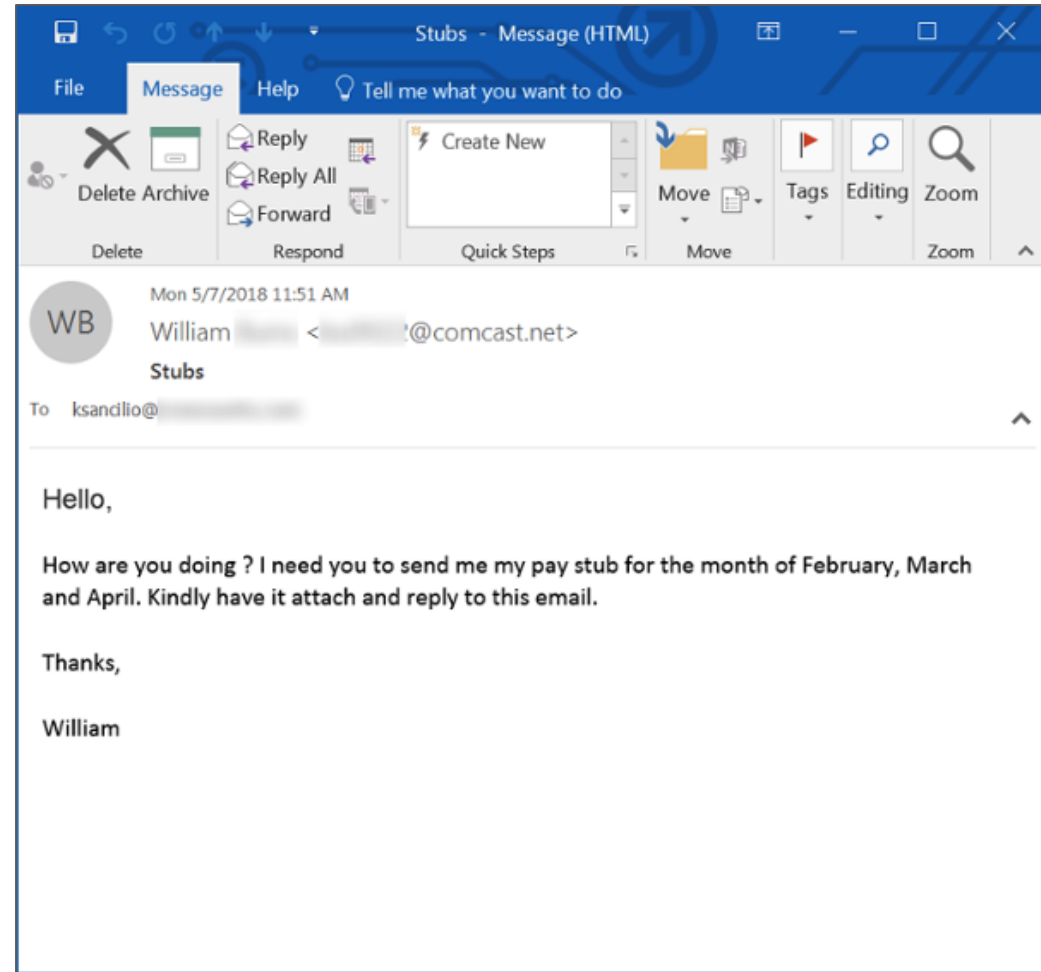 Stubs - Message (HTML)
File Message Help Tell me what you want to do
Delete Archive
Reply
Reply All
Forward
Create New
Move Tags Editing Zoom
Delete Respond Quick Steps Move Zoom
WB
Mon 5/7/2018 11:51 AM
William < @comcast.net>
Stubs
To ksancilio@
Hello,
How are you doing ? I need you to send me my pay stub for the month of February, March
and April. Kindly have it attach and reply to this email.
Thanks,
William